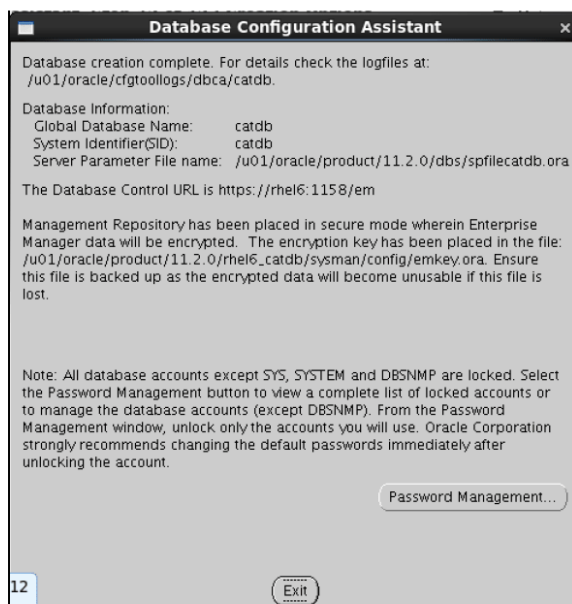 Database Configuration Assistant
Database creation complete. For details check the logfiles at:
/u01/oracle/cfgtoollogs/dbca/catdb.
Database Information:
Global Database Name: catdb
System Identifier(SID): catdb
Server Parameter File name: /u01/oracle/product/11.2.0/dbs/spfilecatdb.ora
The Database Control URL is https://rhel6:1158/em
Management Repository has been placed in secure mode wherein Enterprise
Manager data will be encrypted. The encryption key has been placed in the file:
/u01/oracle/product/11.2.0/rhel6_catdb/sysman/config/emkey.ora. Ensure
this file is backed up as the encrypted data will become unusable if this file is
lost.
Note: All database accounts except SYS, SYSTEM and DBSNMP are locked. Select
the Password Management button to view a complete list of locked accounts or
to manage the database accounts (except DBSNMP). From the Password
Management window, unlock only the accounts you will use. Oracle Corporation
strongly recommends changing the default passwords immediately after
unlocking the account.
Password Management...
12
Exit